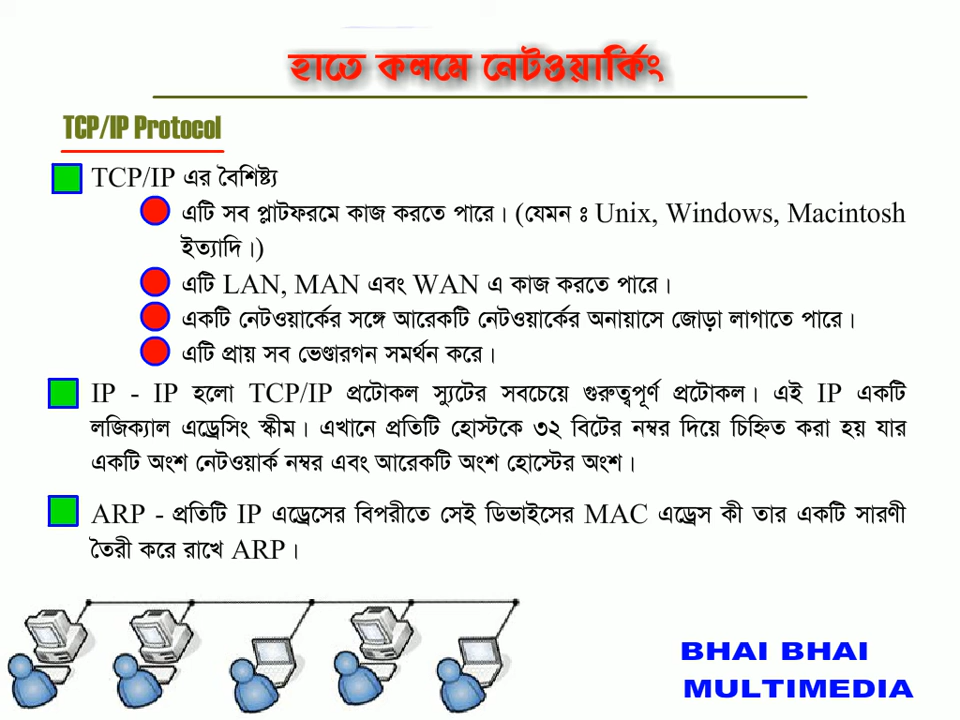 হাতে কলমে নেটওয়ার্কিং
TCP/IP Protocol
TCP/IP এর বৈশিষ্ট্য
এটি সব প্লাটফরমে কাজ করতে পারে। (যেমন ঃ Unix, Windows, Macintosh
ইত্যাদি।)
এটি LAN, MAN এবং WAN এ কাজ করতে পারে।
একটি নেটওয়ার্কের সঙ্গে আরেকটি নেটওয়ার্কের অনায়াসে জোড়া লাগাতে পারে।
এটি প্রায় সব ভেণ্ডারগন সমর্থন করে।
IP - IP হলো TCP/IP প্রটোকল স্যুটের সবচেয়ে গুরুত্বপূর্ণ প্রটোকল। এই IP একটি
লজিক্যাল এড্রেসিং স্কীম। এখানে প্রতিটি হোস্টকে ৩২ বিটের নম্বর দিয়ে চিহ্নিত করা হয় যার
একটি অংশ নেটওয়ার্ক নম্বর এবং আরেকটি অংশ হোস্টের অংশ।
ARP - প্রতিটি IP এড্রেসের বিপরীতে সেই ডিভাইসের MAC এড্রেস কী তার একটি সারণী
তৈরী করে রাখে ARP।
BHAI BHAI
MULTIMEDIA